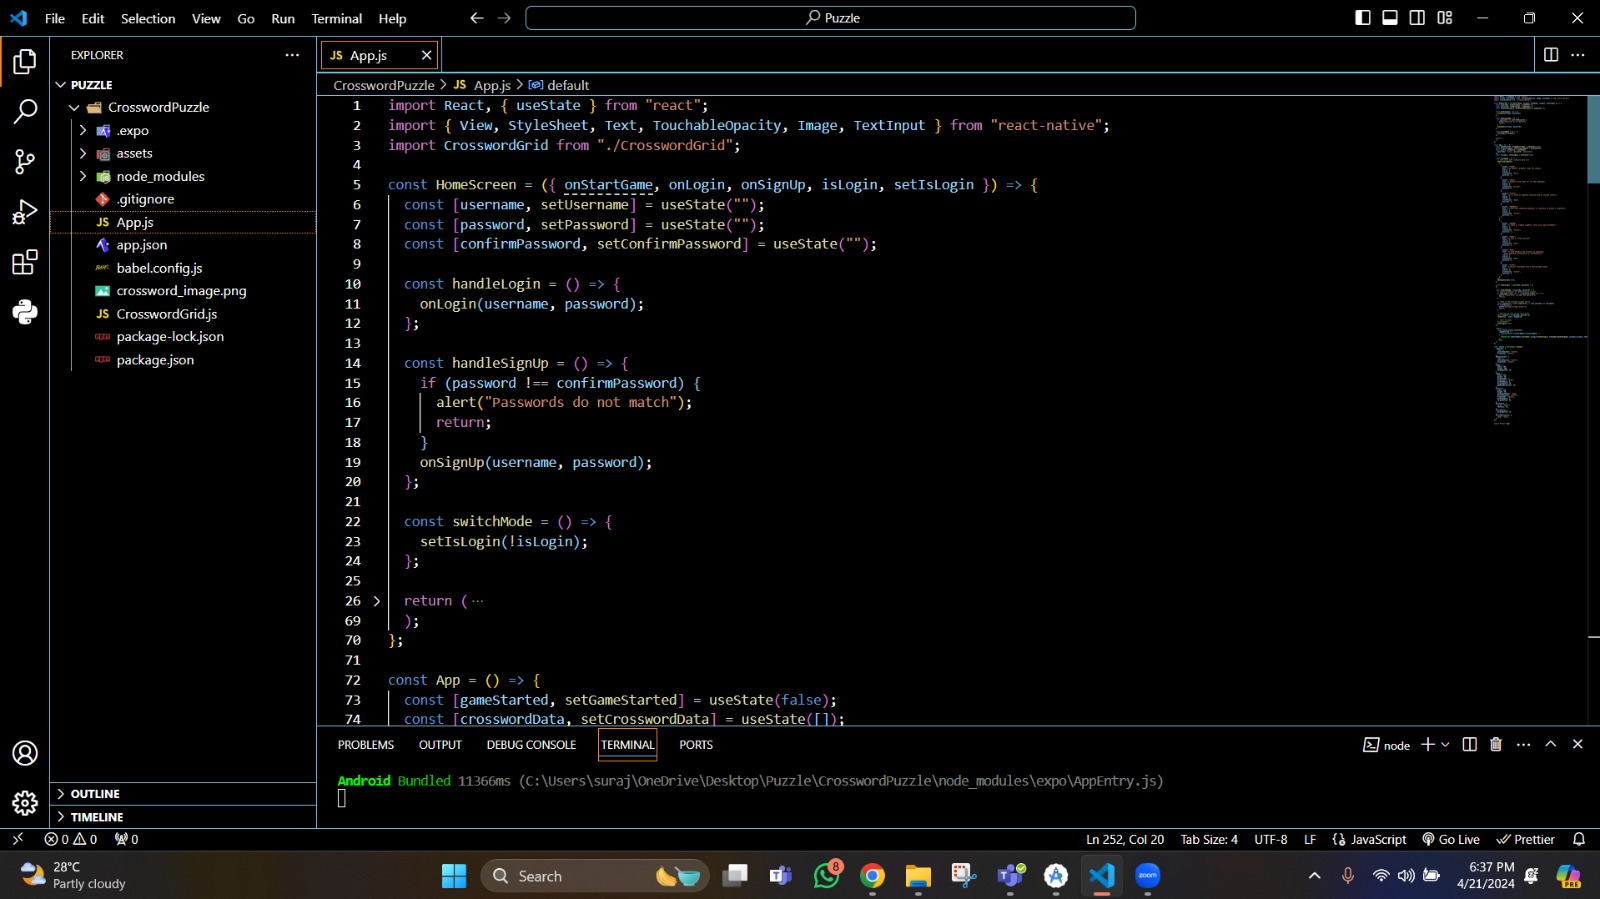 File Edit Selection View Go Run Terminal Help
Puzzle
EXPLORER
PUZZLE
CrosswordPuzzle
.expo
assets
node_modules
.gitignore
JS App.js
app.json
babel.config.js
crossword_image.png
JS CrosswordGrid.js
package-lock.json
package.json
OUTLINE
TIMELINE
JS App.js
CrosswordPuzzle > JS App.js > default
1 import React, { useState } from "react";
2 import { View, StyleSheet, Text, TouchableOpacity, Image, TextInput } from "react-native";
3 import CrosswordGrid from "./CrosswordGrid";
4
5 const HomeScreen = ({ onStartGame, onLogin, onSignUp, isLogin, setIsLogin }) => {
6 const [username, setUsername] = useState("");
7 const [password, setPassword] = useState("");
8 const [confirmPassword, setConfirmPassword] = useState("");
9
10 const handleLogin = () => {
11 onLogin(username, password);
12 };
13
14 const handleSignUp = () => {
15 if (password !== confirmPassword) {
16 alert("Passwords do not match");
17 return;
18 }
19 onSignUp(username, password);
20 };
21
22 const switchMode = () => {
23 setIsLogin(!isLogin);
24 };
25
26 return ( ···
69 );
70 };
71
72 const App = () => {
73 const [gameStarted, setGameStarted] = useState(false);
74 const [crosswordData, setCrosswordData] = useState([]);
PROBLEMS OUTPUT DEBUG CONSOLE TERMINAL PORTS
node
Android Bundled 11366ms (C:\Users\suraj\OneDrive\Desktop\Puzzle\CrosswordPuzzle\node_modules\expo\AppEntry.js)
0 0 0
Ln 252, Col 20 Tab Size: 4 UTF-8 LF JavaScript Go Live Prettier
28°C
Partly cloudy
Search
8
zoom
6:37 PM
4/21/2024
PRE